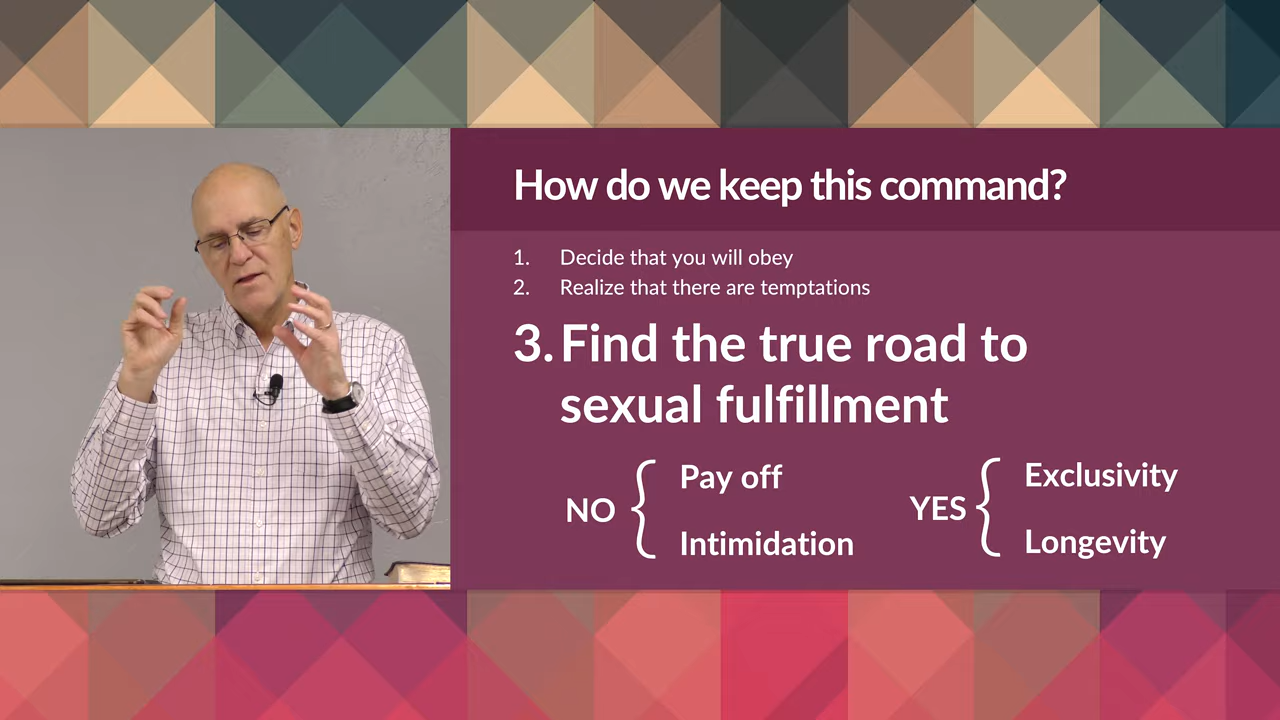 How do we keep this command?
1. Decide that you will obey
2. Realize that there are temptations
3. Find the true road to
sexual fulfillment
NO { Pay off
Intimidation
YES { Exclusivity
Longevity